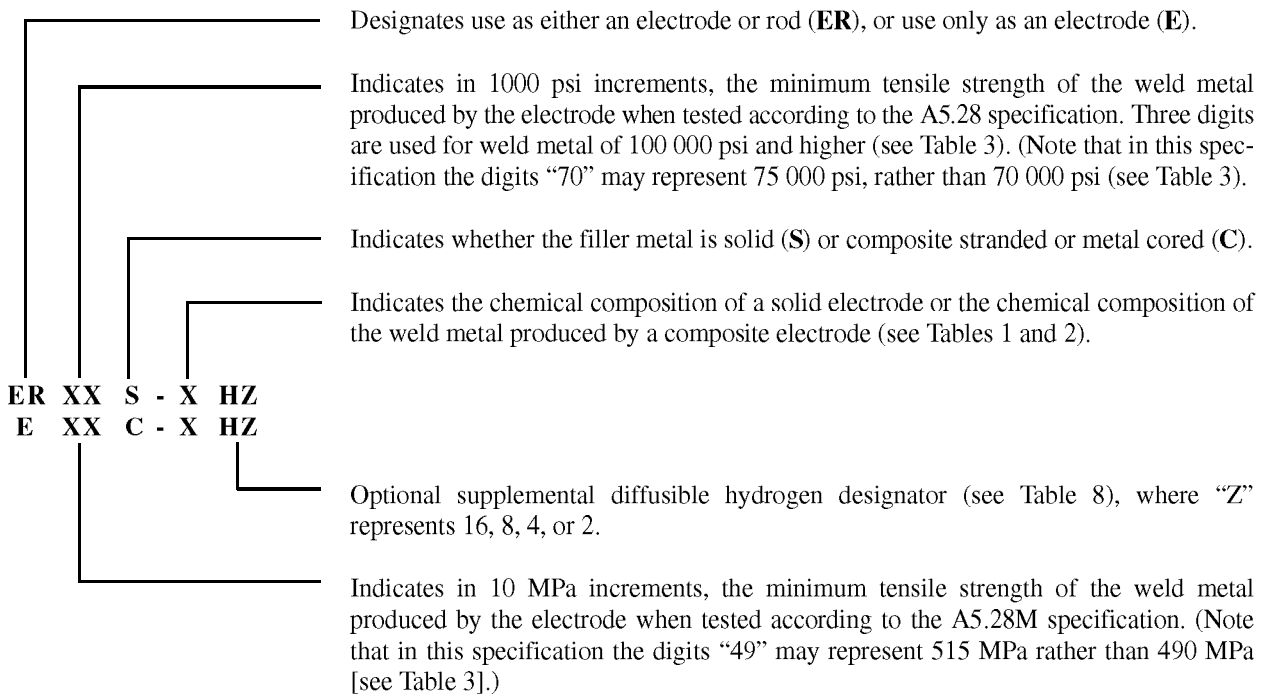 Designates use as either an electrode or rod (ER), or use only as an electrode (E).
Indicates in 1000 psi increments, the minimum tensile strength of the weld metal
produced by the electrode when tested according to the A5.28 specification. Three digits
are used for weld metal of 100 000 psi and higher (see Table 3). (Note that in this spec-
ification the digits “70” may represent 75 000 psi, rather than 70 000 psi (see Table 3).
Indicates whether the filler metal is solid (S) or composite stranded or metal cored (C).
Indicates the chemical composition of a solid electrode or the chemical composition of
the weld metal produced by a composite electrode (see Tables 1 and 2).
ER XX S - X HZ
E XX C - X HZ
Optional supplemental diffusible hydrogen designator (see Table 8), where “Z”
represents 16, 8, 4, or 2.
Indicates in 10 MPa increments, the minimum tensile strength of the weld metal
produced by the electrode when tested according to the A5.28M specification. (Note
that in this specification the digits “49” may represent 515 MPa rather than 490 MPa
[see Table 3].)